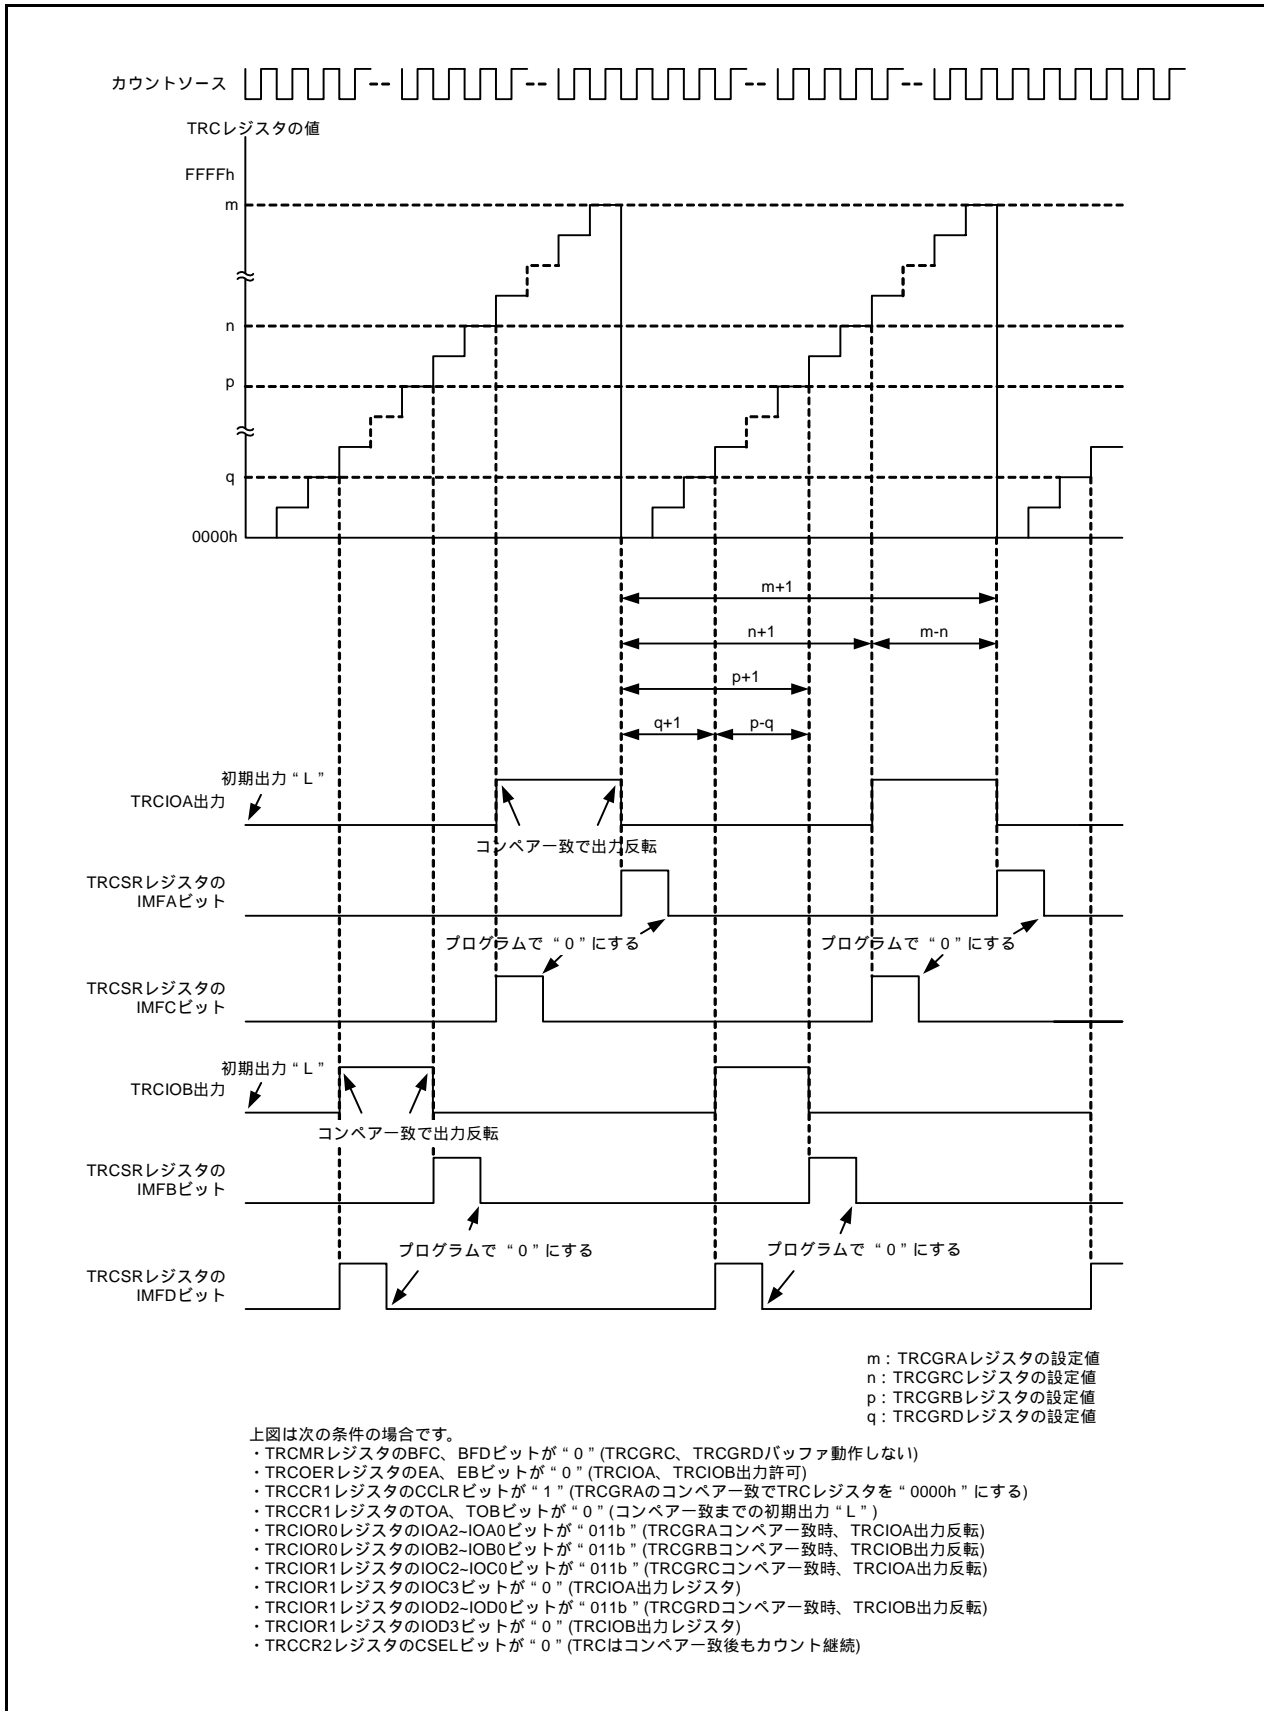 カウントソース
TRCレジスタの値
FFFFh
m
n
p
q
0000h
m+1
n+1
m-n
p+1
q+1
p-q
初期出力“L”
TRCIOA出力
コンペア一致で出力反転
TRCSRレジスタの
IMFAビット
プログラムで“0”にする
プログラムで“0”にする
TRCSRレジスタの
IMFCビット
初期出力“L”
TRCIOB出力
コンペア一致で出力反転
TRCSRレジスタの
IMFBビット
プログラムで“0”にする
プログラムで“0”にする
TRCSRレジスタの
IMFDビット
m：TRCGRAレジスタの設定値
n：TRCGRCレジスタの設定値
p：TRCGRBレジスタの設定値
q：TRCGRDレジスタの設定値
上図は次の条件の場合です。
・TRCMRレジスタのBFC、BFDビットが“0”(TRCGRC、TRCGRDバッファ動作しない)
・TRCOERレジスタのEA、EBビットが“0”(TRCIOA、TRCIOB出力許可)
・TRCCR1レジスタのCCLRビットが“1”(TRCGRAのコンペア一致でTRCレジスタを“0000h”にする)
・TRCCR1レジスタのTOA、TOBビットが“0”(コンペア一致までの初期出力“L”)
・TRCIOR0レジスタのIOA2~IOA0ビットが“011b”(TRCGRAコンペア一致時、TRCIOA出力反転)
・TRCIOR0レジスタのIOB2~IOB0ビットが“011b”(TRCGRBコンペア一致時、TRCIOB出力反転)
・TRCIOR1レジスタのIOC2~IOC0ビットが“011b”(TRCGRCコンペア一致時、TRCIOA出力反転)
・TRCIOR1レジスタのIOC3ビットが“0”(TRCIOA出力レジスタ)
・TRCIOR1レジスタのIOD2~IOD0ビットが“011b”(TRCGRDコンペア一致時、TRCIOB出力反転)
・TRCIOR1レジスタのIOD3ビットが“0”(TRCIOB出力レジスタ)
・TRCCR2レジスタのCSELビットが“0”(TRCはコンペア一致後もカウント継続)